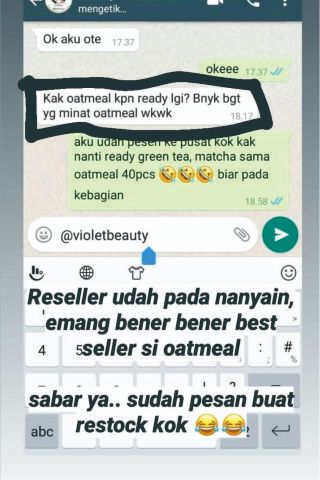 mengetik...
Ok aku ote 17.37
okeee 17.37
Kak oatmeal kpn ready lgi? Bnyk bgt
yg minat oatmeal wkwk
18.17
aku udah pesen ke pusat kok kak
nanti ready green tea, matcha sama
oatmeal 40pcs 🤣🤣🤣 biar pada
kebagian
18.58
@violetbeauty
Reseller udah pada nanyain,
emang bener bener best
4 5 seller si oatmeal : #
sabar ya.. sudah pesan buat
abc restock kok 😂😂